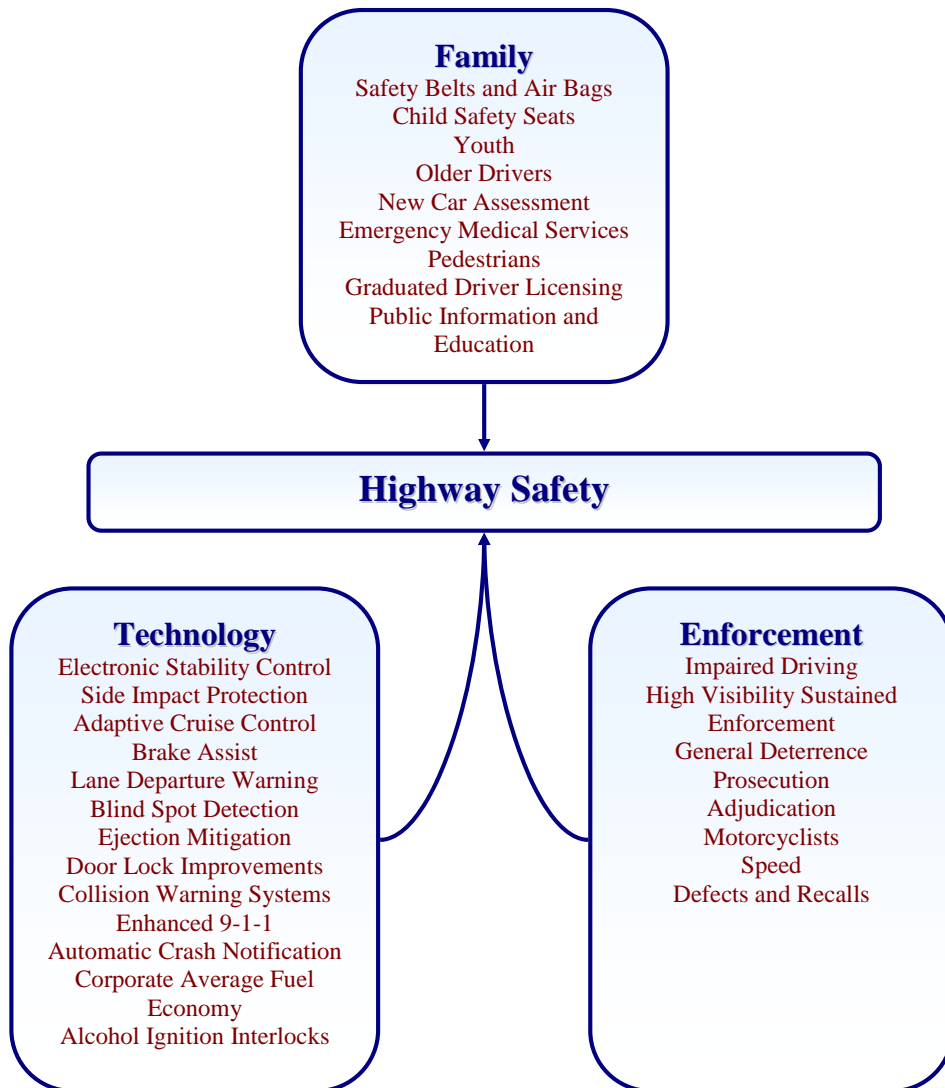 Family
Safety Belts and Air Bags
Child Safety Seats
Youth
Older Drivers
New Car Assessment
Emergency Medical Services
Pedestrians
Graduated Driver Licensing
Public Information and
Education
Highway Safety
Technology
Electronic Stability Control
Side Impact Protection
Adaptive Cruise Control
Brake Assist
Lane Departure Warning
Blind Spot Detection
Ejection Mitigation
Door Lock Improvements
Collision Warning Systems
Enhanced 9-1-1
Automatic Crash Notification
Corporate Average Fuel
Economy
Alcohol Ignition Interlocks
Enforcement
Impaired Driving
High Visibility Sustained
Enforcement
General Deterrence
Prosecution
Adjudication
Motorcyclists
Speed
Defects and Recalls